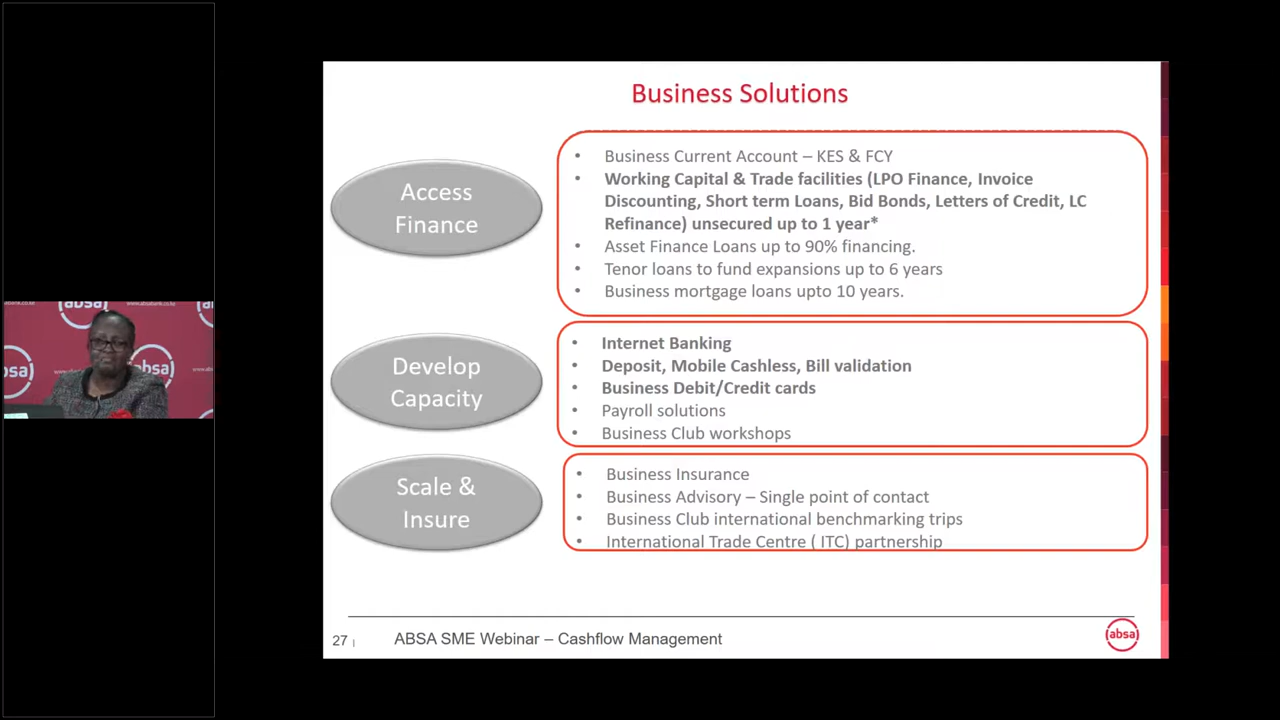 Business Solutions
Access
Finance
• Business Current Account – KES & FCY
• Working Capital & Trade facilities (LPO Finance, Invoice
Discounting, Short term Loans, Bid Bonds, Letters of Credit, LC
Refinance) unsecured up to 1 year*
• Asset Finance Loans up to 90% financing.
• Tenor loans to fund expansions up to 6 years
• Business mortgage loans upto 10 years.
Develop
Capacity
• Internet Banking
• Deposit, Mobile Cashless, Bill validation
• Business Debit/Credit cards
• Payroll solutions
• Business Club workshops
Scale &
Insure
• Business Insurance
• Business Advisory – Single point of contact
• Business Club international benchmarking trips
• International Trade Centre ( ITC) partnership
27 |
ABSA SME Webinar – Cashflow Management
absa
absa
www.absabank.co.ke